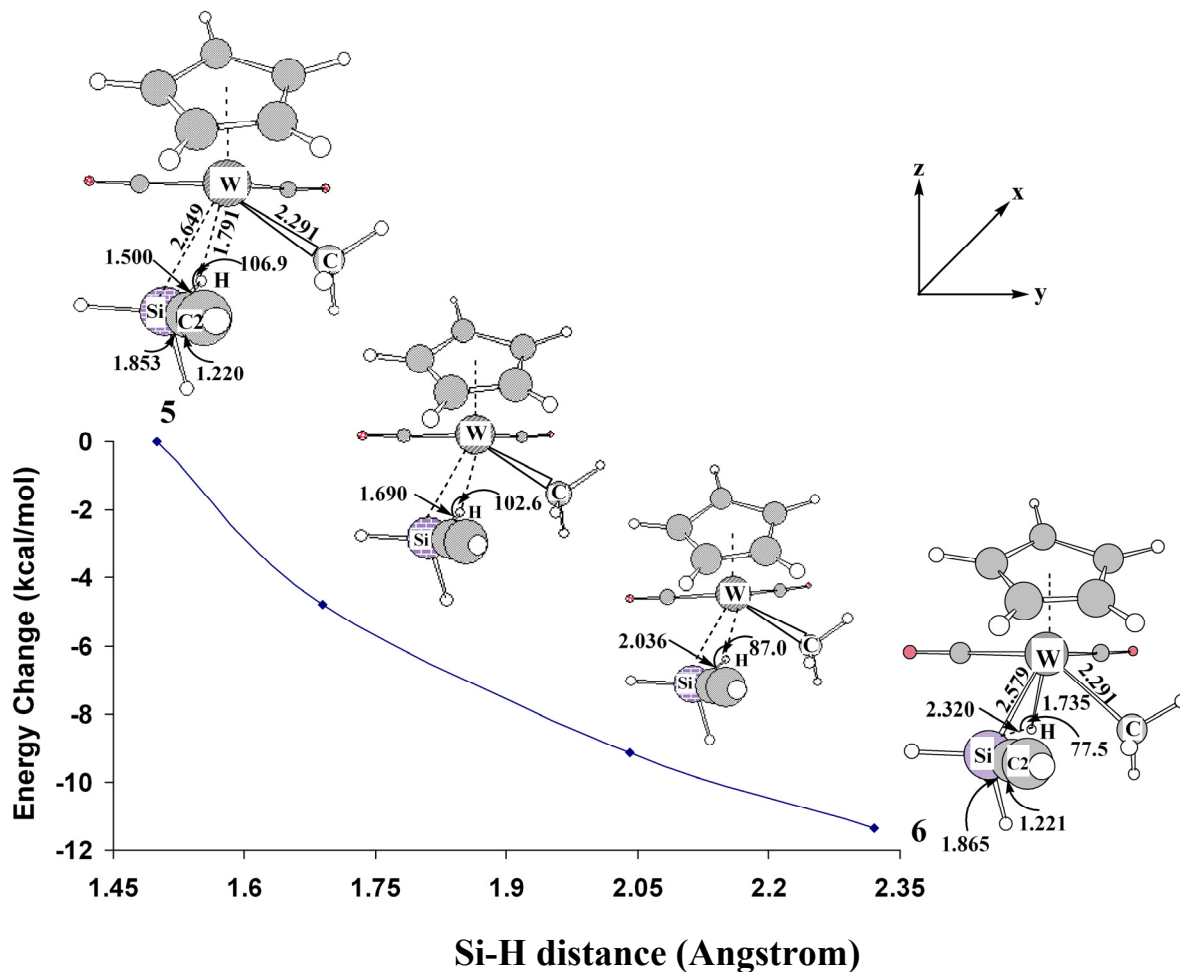 W
2.649
1.791
2.291
1.500
106.9
H
C
Si
C2
1.853
1.220
5
z
x
y
W
1.690
102.6
H
C
Si
W
2.036
87.0
H
C
Si
W
2.579
2.291
1.735
2.320
H
C
77.5
Si
C2
1.865
1.221
6
Energy Change (kcal/mol)
0
-2
-4
-6
-8
-10
-12
1.45
1.6
1.75
1.9
2.05
2.2
2.35
Si-H distance (Angstrom)